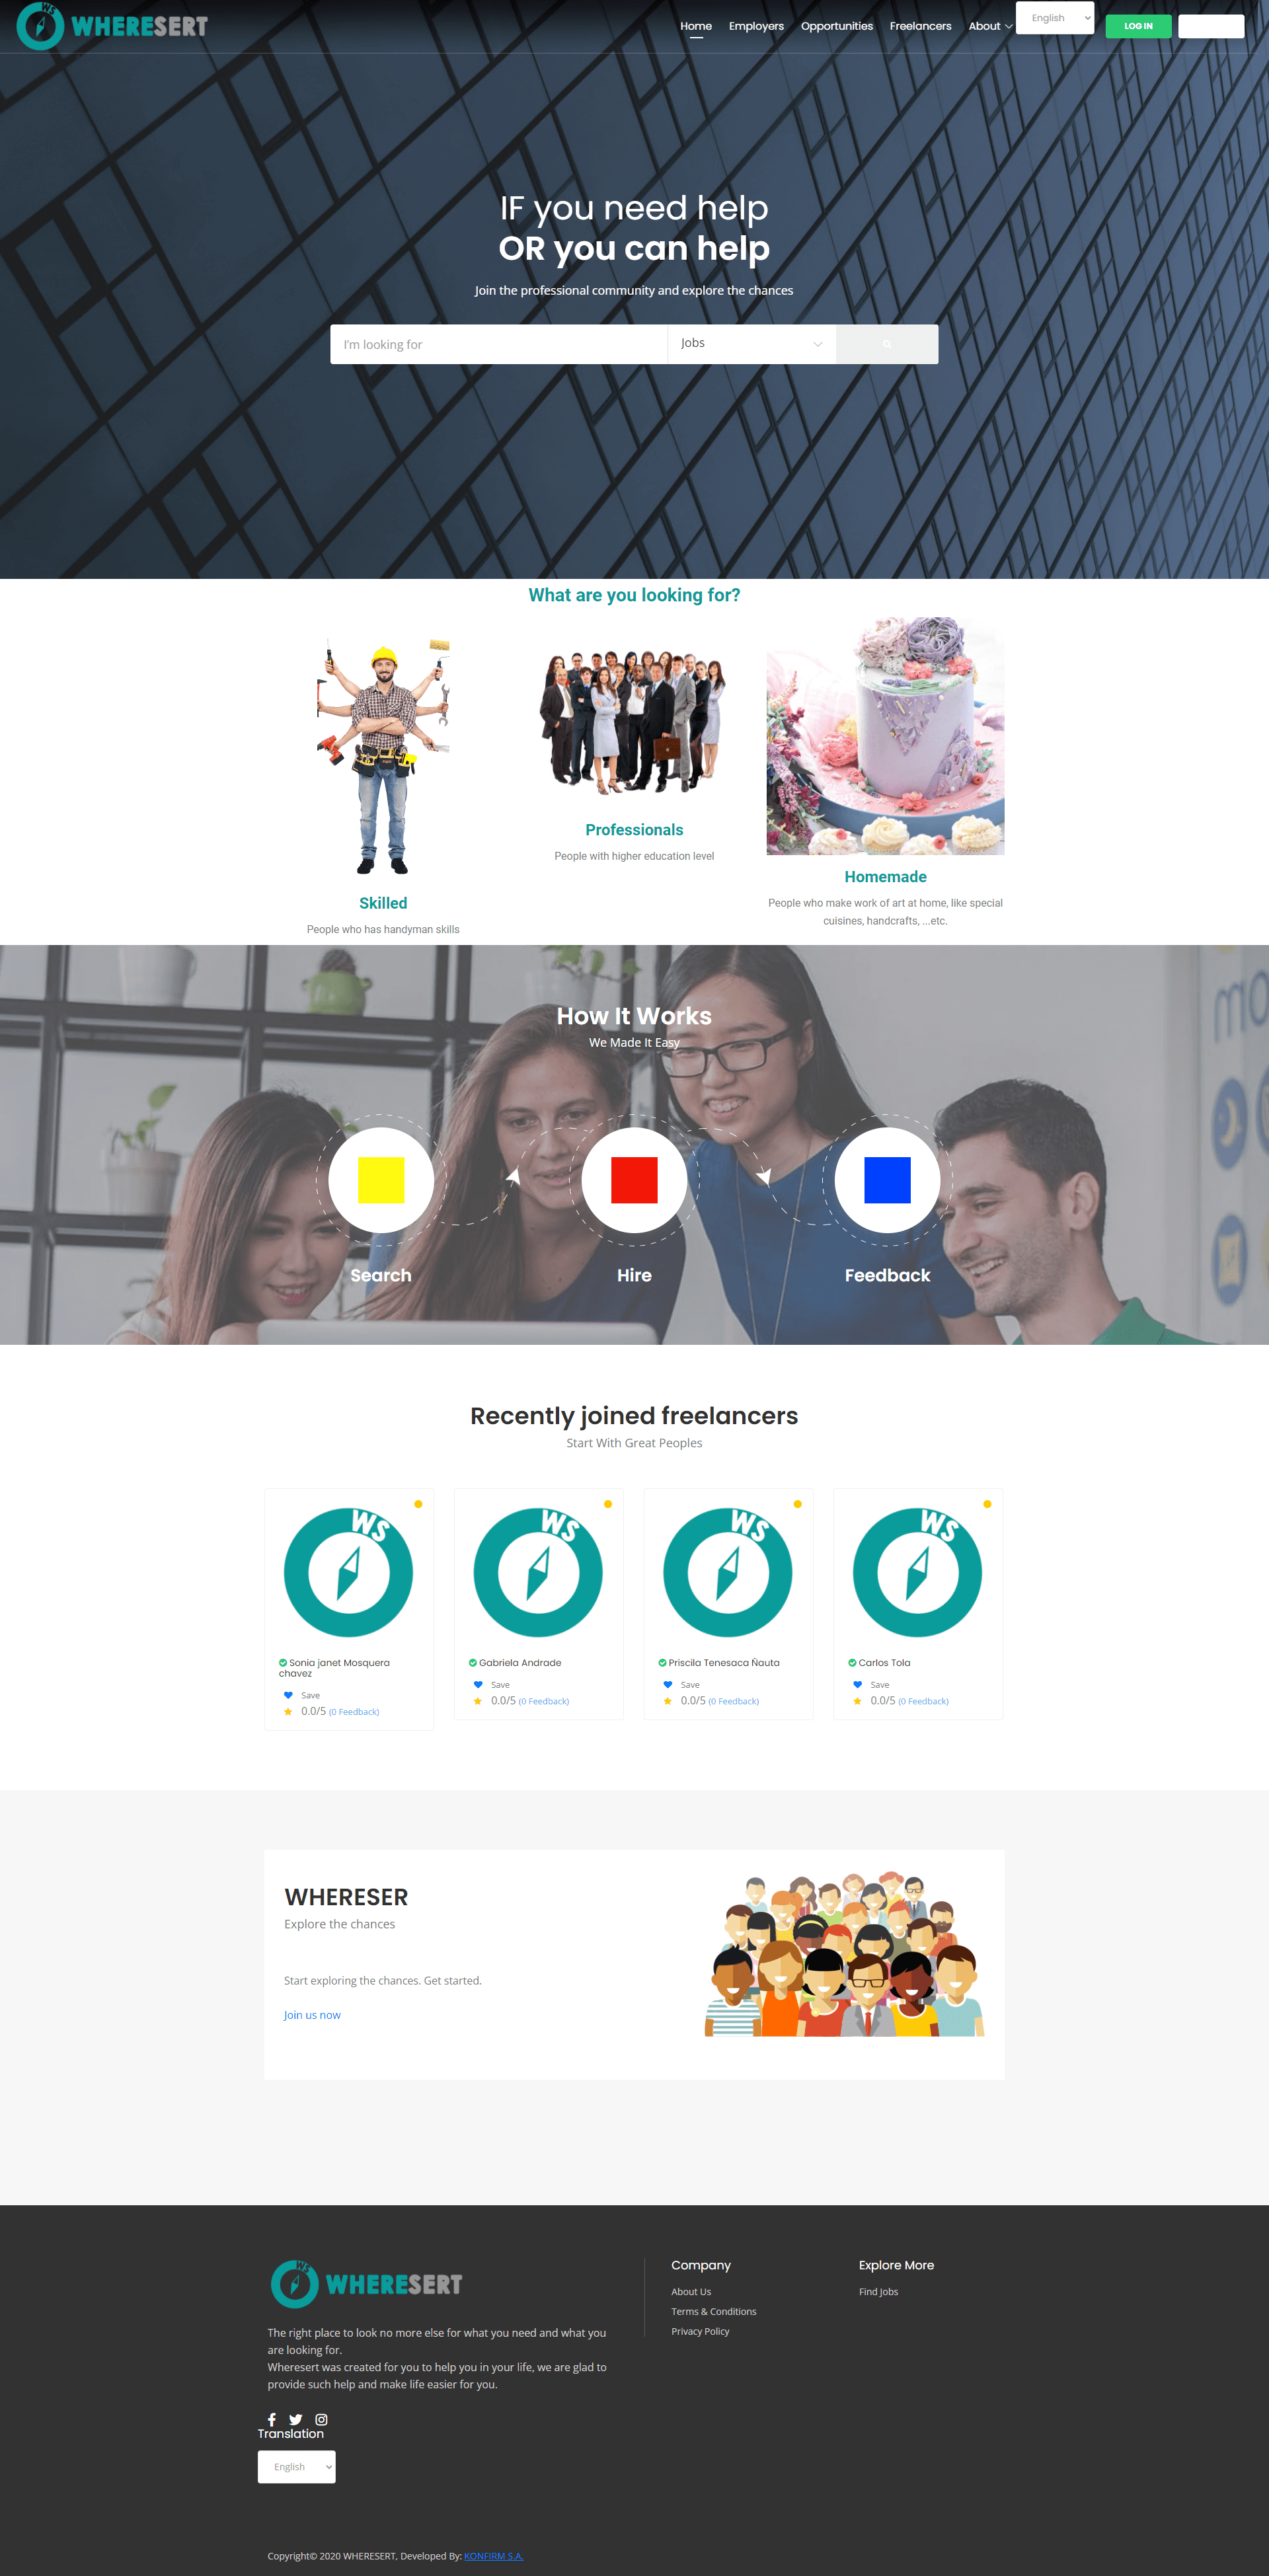 WS WHERESERT
Home Employers Opportunities Freelancers About English LOG IN
IF you need help
OR you can help
Join the professional community and explore the chances
I'm looking for Jobs
What are you looking for?
Skilled
People who has handyman skills
Professionals
People with higher education level
Homemade
People who make work of art at home, like special
cuisines, handcrafts, ...etc.
How It Works
We Made It Easy
Search Hire Feedback
Recently joined freelancers
Start With Great Peoples
WS WS WS WS
Sonia janet Mosquera
chavez
Save
0.0/5 (0 Feedback)
Gabriela Andrade
Save
0.0/5 (0 Feedback)
Priscila Tenesaca Ñauta
Save
0.0/5 (0 Feedback)
Carlos Tola
Save
0.0/5 (0 Feedback)
WHERESER
Explore the chances
Start exploring the chances. Get started.
Join us now
WS WHERESERT
The right place to look no more else for what you need and what you
are looking for.
Wheresert was created for you to help you in your life, we are glad to
provide such help and make life easier for you.
Translation
English
Company
About Us
Terms & Conditions
Privacy Policy
Explore More
Find Jobs
Copyright© 2020 WHERESERT, Developed By: KONFIRM S.A.